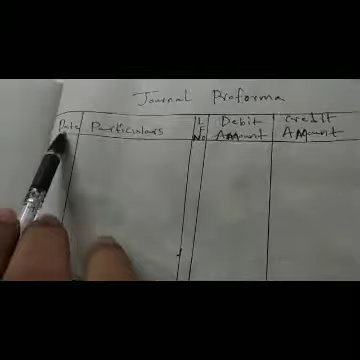 Journal Proforma
Date Particulars L F No Debit Amount Credit Amount